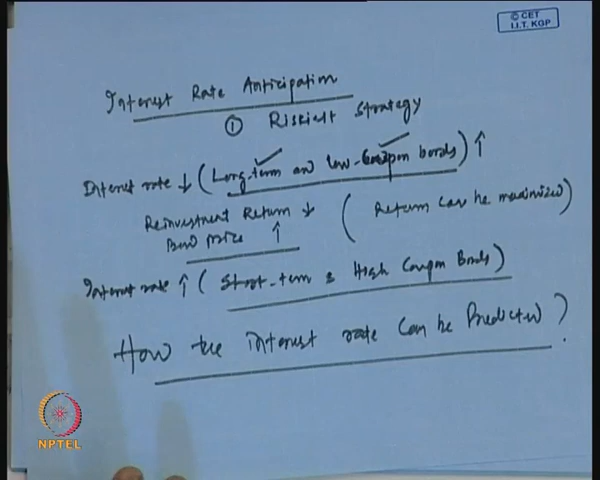 © CET
I.I.T. KGP
Interest Rate Anticipation
① Riskiest Strategy
Interest rate ↓ (Long-term and low-Coupon bonds) ↑
Reinvestment Return ↓ (Return can be maximized)
Bond Price ↑
Interest rate ↑ (Short-term & High Coupon Bonds)
How the interest rate can be Predicted?
NPTEL